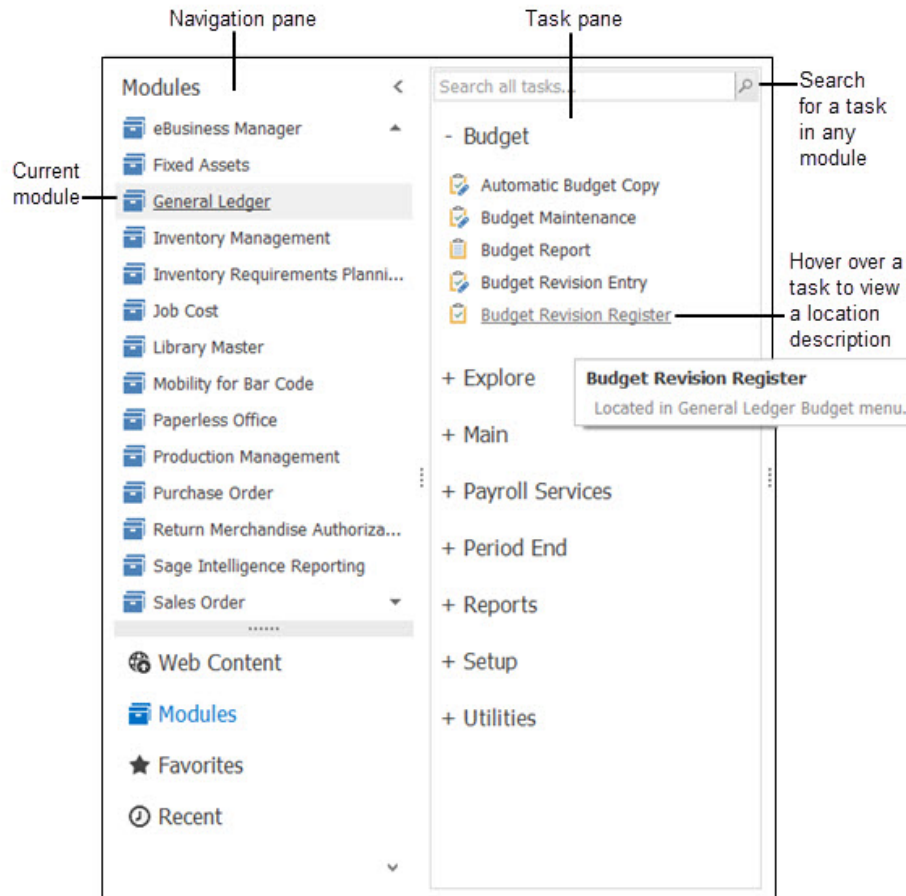 Navigation pane
Task pane
Modules
Search all tasks...
Search
for a task
in any
module
eBusiness Manager
Fixed Assets
Current
module
General Ledger
Inventory Management
Inventory Requirements Planni...
Job Cost
Library Master
Mobility for Bar Code
Paperless Office
Production Management
Purchase Order
Return Merchandise Authoriza...
Sage Intelligence Reporting
Sales Order
Web Content
Modules
Favorites
Recent
- Budget
Automatic Budget Copy
Budget Maintenance
Budget Report
Budget Revision Entry
Budget Revision Register
Hover over a
task to view
a location
description
Budget Revision Register
Located in General Ledger Budget menu.
+ Explore
+ Main
+ Payroll Services
+ Period End
+ Reports
+ Setup
+ Utilities